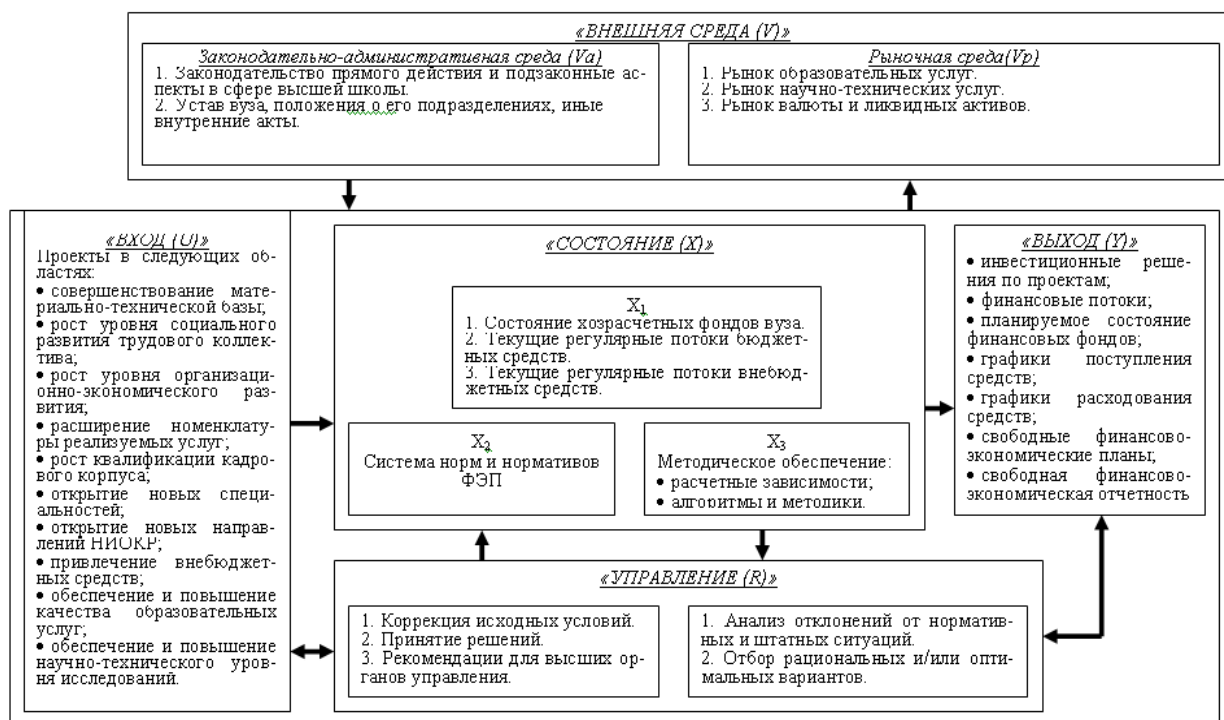 «ВНЕШНЯЯ СРЕДА (V)»
Законодательно-административная среда (Va)
1. Законодательство прямого действия и подзаконные ас-
пекты в сфере высшей школы.
2. Устав вуза, положения о его подразделениях, иные
внутренние акты.
Рыночная среда(Vp)
1. Рынок образовательных услуг.
2. Рынок научно-технических услуг.
3. Рынок валюты и ликвидных активов.
«ВХОД (U)»
Проекты в следующих об-
ластях:
• совершенствование мате-
риально-технической базы;
• рост уровня социального
развития трудового коллек-
тива;
• рост уровня организаци-
онно-экономического раз-
вития;
• расширение номенклату-
ры реализуемых услуг;
• рост квалификации кадро-
вого корпуса;
• открытие новых специ-
альностей;
• открытие новых направ-
лений НИОКР;
• привлечение внебюджет-
ных средств;
• обеспечение и повышение
качества образовательных
услуг;
• обеспечение и повышение
научно-технического уров-
ня исследований.
«СОСТОЯНИЕ (X)»
X1
1. Состояние хозрасчетных фондов вуза.
2. Текущие регулярные потоки бюджет-
ных средств.
3. Текущие регулярные потоки внебюд-
жетных средств.
X2
Система норм и нормативов
ФЭП
X3
Методическое обеспечение:
• расчетные зависимости;
• алгоритмы и методики.
«ВЫХОД (Y)»
• инвестиционные реше-
ния по проектам;
• финансовые потоки;
• планируемое состояние
финансовых фондов;
• графики поступления
средств;
• графики расходования
средств;
• свободные финансово-
экономические планы;
• свободная финансово-
экономическая отчетность
«УПРАВЛЕНИЕ (R)»
1. Коррекция исходных условий.
2. Принятие решений.
3. Рекомендации для высших ор-
ганов управления.
1. Анализ отклонений от норматив-
ных и штатных ситуаций.
2. Отбор рациональных и/или опти-
мальных вариантов.